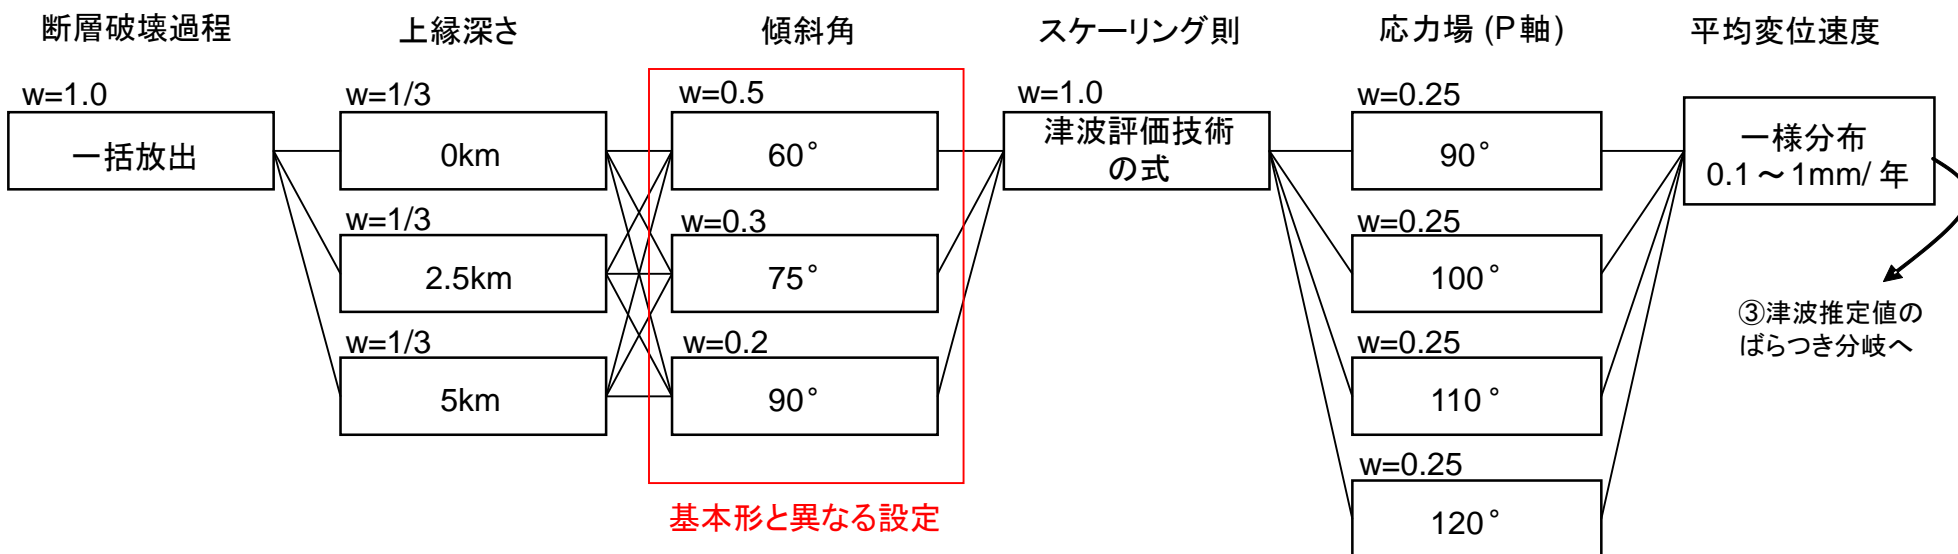 断層破壊過程
上縁深さ
傾斜角
スケーリング則
応力場 (P軸)
平均変位速度
w=1.0
一括放出
w=1/3
0km
w=1/3
2.5km
w=1/3
5km
w=0.5
60°
w=0.3
75°
w=0.2
90°
基本形と異なる設定
w=1.0
津波評価技術
の式
w=0.25
90°
w=0.25
100°
w=0.25
110°
w=0.25
120°
一様分布
0.1～1mm/年
③津波推定値の
ばらつき分岐へ